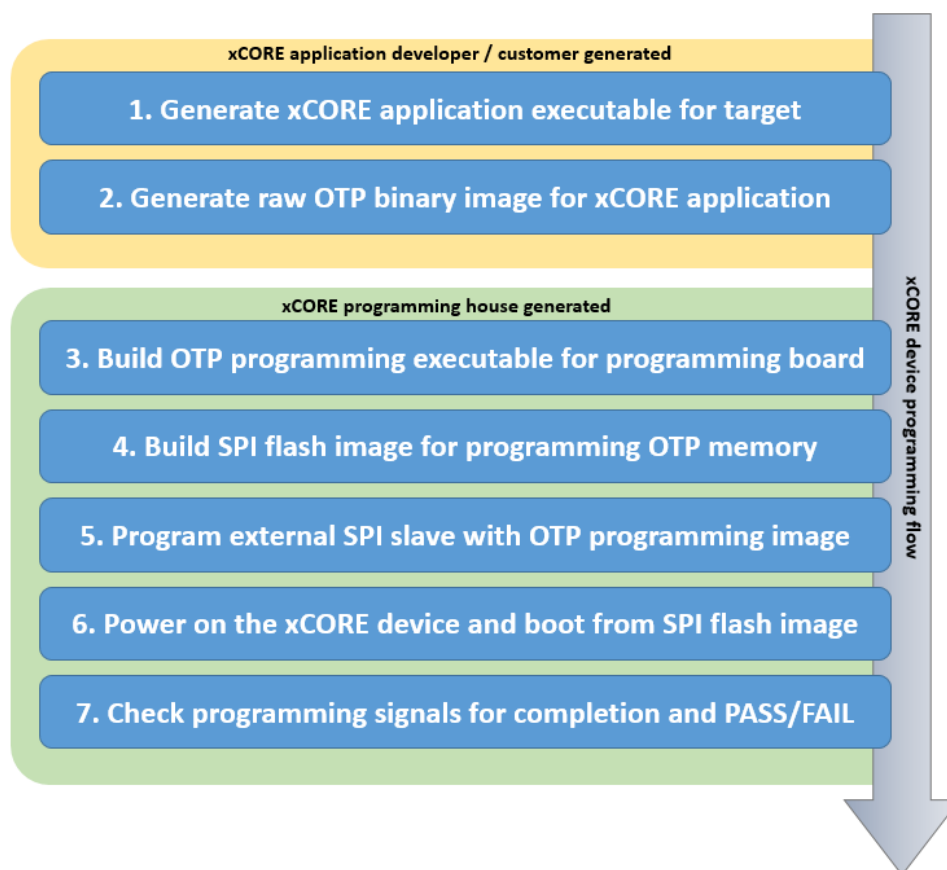 xCORE application developer / customer generated
1. Generate xCORE application executable for target
2. Generate raw OTP binary image for xCORE application
xCORE programming house generated
3. Build OTP programming executable for programming board
4. Build SPI flash image for programming OTP memory
5. Program external SPI slave with OTP programming image
6. Power on the xCORE device and boot from SPI flash image
7. Check programming signals for completion and PASS/FAIL
xCORE device programming flow